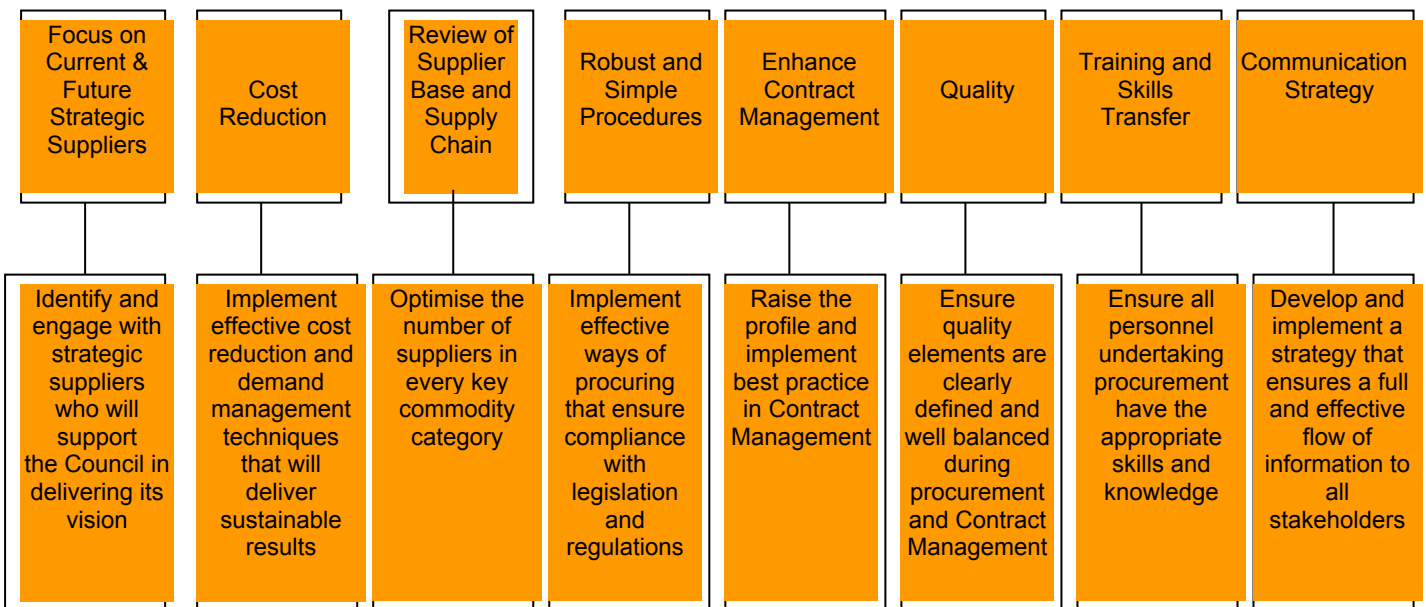 Focus on
Current &
Future
Strategic
Suppliers
Cost
Reduction
Review of
Supplier
Base and
Supply
Chain
Robust and
Simple
Procedures
Enhance
Contract
Management
Quality
Training and
Skills
Transfer
Communication
Strategy
Identify and
engage with
strategic
suppliers
who will
support
the Council in
delivering its
vision
Implement
effective cost
reduction and
demand
management
techniques
that will
deliver
sustainable
results
Optimise the
number of
suppliers in
every key
commodity
category
Implement
effective
ways of
procuring
that ensure
compliance
with
legislation
and
regulations
Raise the
profile and
implement
best practice
in Contract
Management
Ensure
quality
elements are
clearly
defined and
well balanced
during
procurement
and Contract
Management
Ensure all
personnel
undertaking
procurement
have the
appropriate
skills and
knowledge
Develop and
implement a
strategy that
ensures a full
and effective
flow of
information to
all
stakeholders